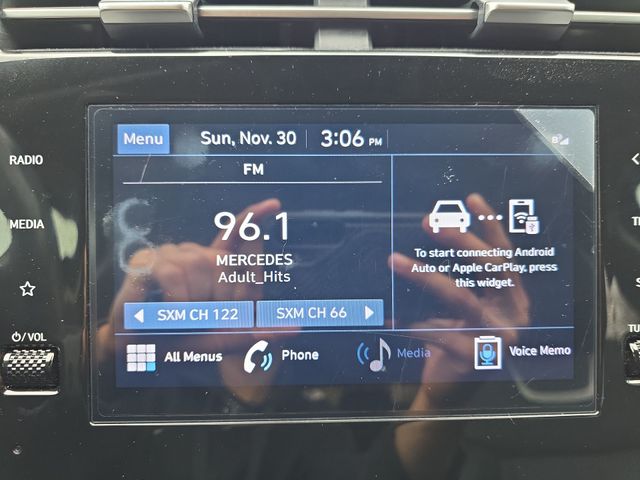 Menu
Sun, Nov. 30
3:06 PM
RADIO
MEDIA
VOL
FM
96.1
MERCEDES
Adult_Hits
SXM CH 122
SXM CH 66
To start connecting Android
Auto or Apple CarPlay, press
this widget.
All Menus
Phone
Media
Voice Memo